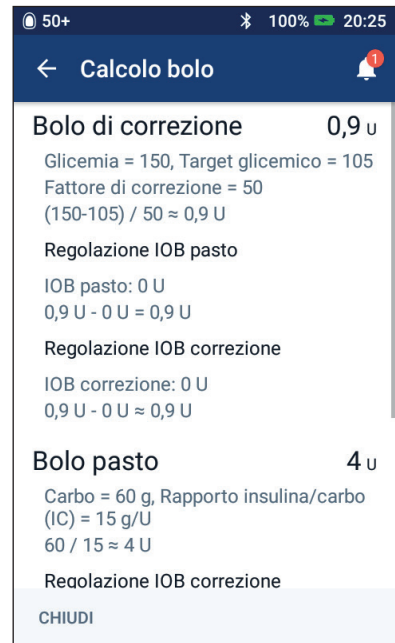 50+ 100% 20:25
Calcolo bolo 1
Bolo di correzione 0,9 U
Glicemia = 150, Target glicemico = 105
Fattore di correzione = 50
(150-105) / 50 ≈ 0,9 U
Regolazione IOB pasto
IOB pasto: 0 U
0,9 U - 0 U = 0,9 U
Regolazione IOB correzione
IOB correzione: 0 U
0,9 U - 0 U ≈ 0,9 U
Bolo pasto 4 U
Carbo = 60 g, Rapporto insulina/carbo
(IC) = 15 g/U
60 / 15 ≈ 4 U
Regolazione IOB correzione
CHIUDI